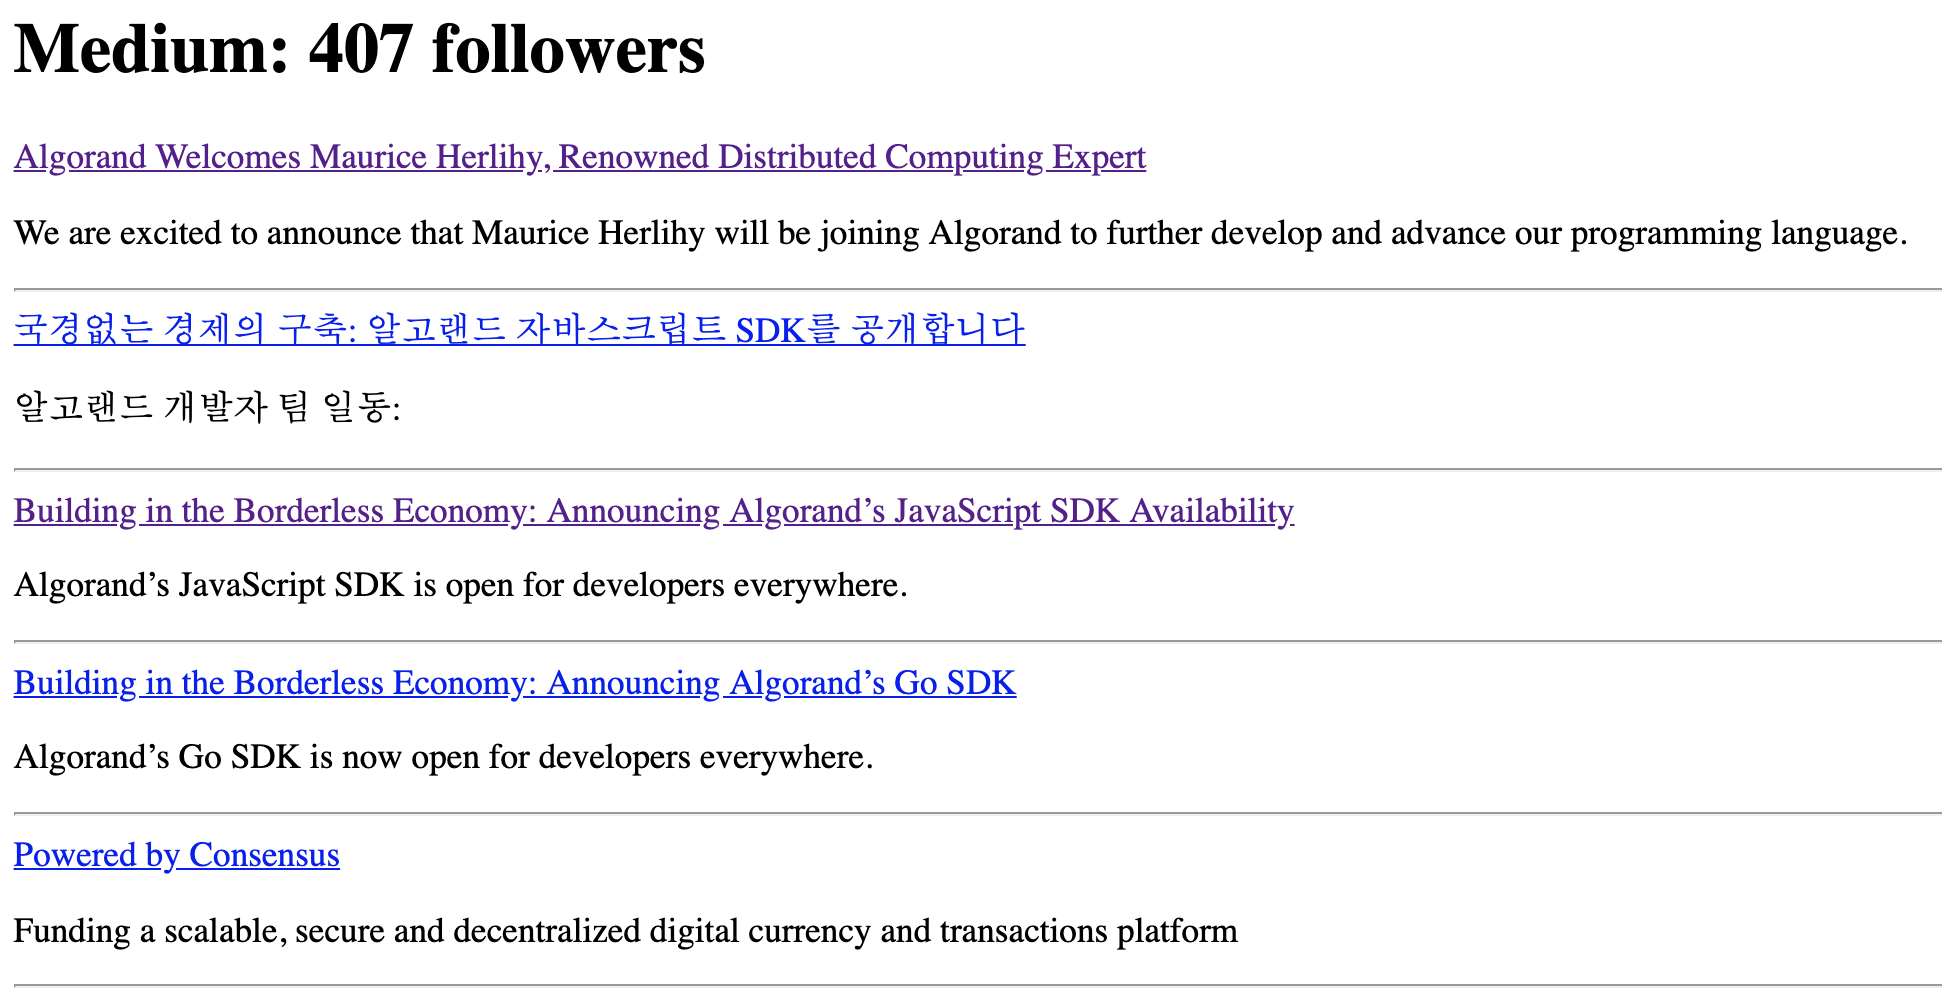 Medium: 407 followers
Algorand Welcomes Maurice Herlihy, Renowned Distributed Computing Expert
We are excited to announce that Maurice Herlihy will be joining Algorand to further develop and advance our programming language.
국경없는 경제의 구축: 알고랜드 자바스크립트 SDK를 공개합니다
알고랜드 개발자 팀 일동:
Building in the Borderless Economy: Announcing Algorand’s JavaScript SDK Availability
Algorand’s JavaScript SDK is open for developers everywhere.
Building in the Borderless Economy: Announcing Algorand’s Go SDK
Algorand’s Go SDK is now open for developers everywhere.
Powered by Consensus
Funding a scalable, secure and decentralized digital currency and transactions platform